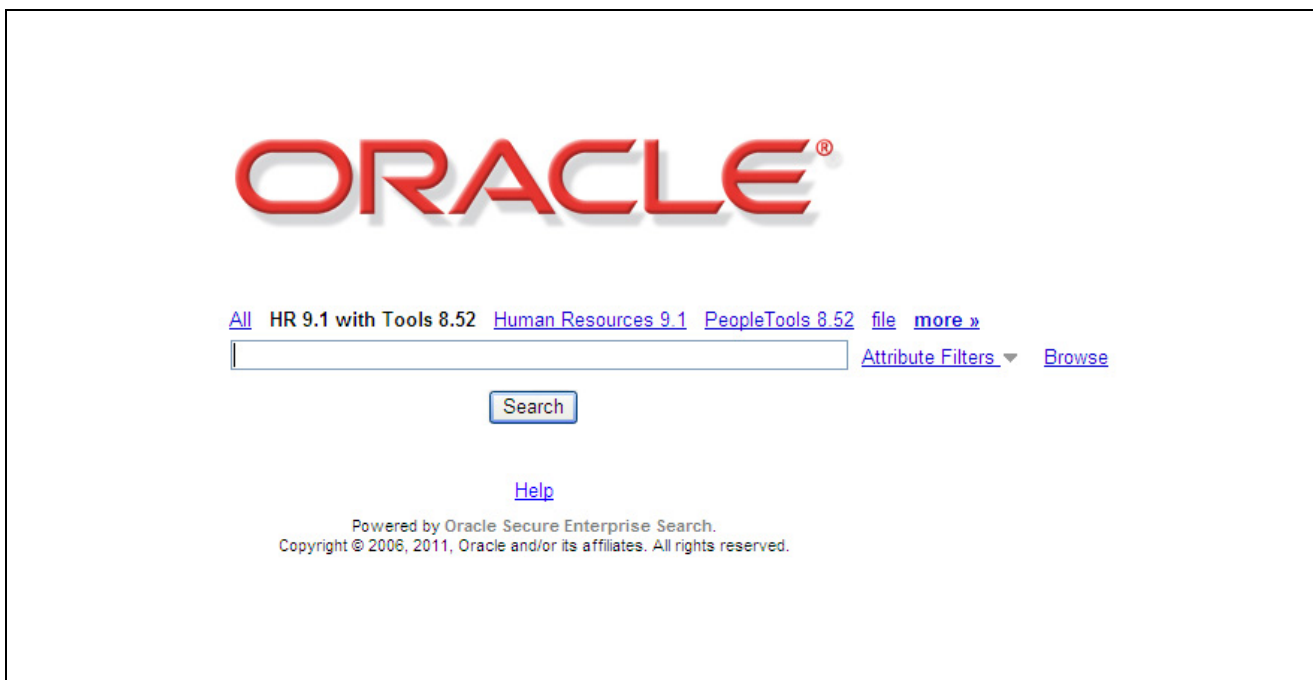 ORACLE®
All HR 9.1 with Tools 8.52 Human Resources 9.1 PeopleTools 8.52 file more »
Attribute Filters Browse
Search
Help
Powered by Oracle Secure Enterprise Search.
Copyright © 2006, 2011, Oracle and/or its affiliates. All rights reserved.